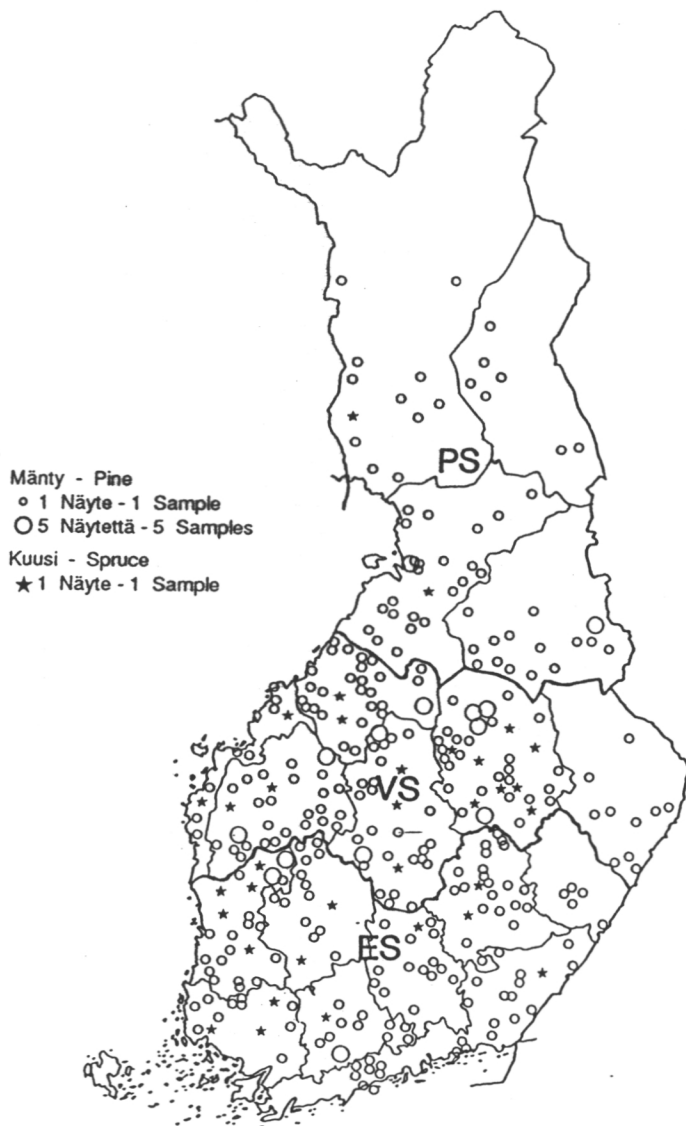 PS
Mänty - Pine
1 Näyte - 1 Sample
5 Näytettä - 5 Samples
Kuusi - Spruce
1 Näyte - 1 Sample
VS
ES